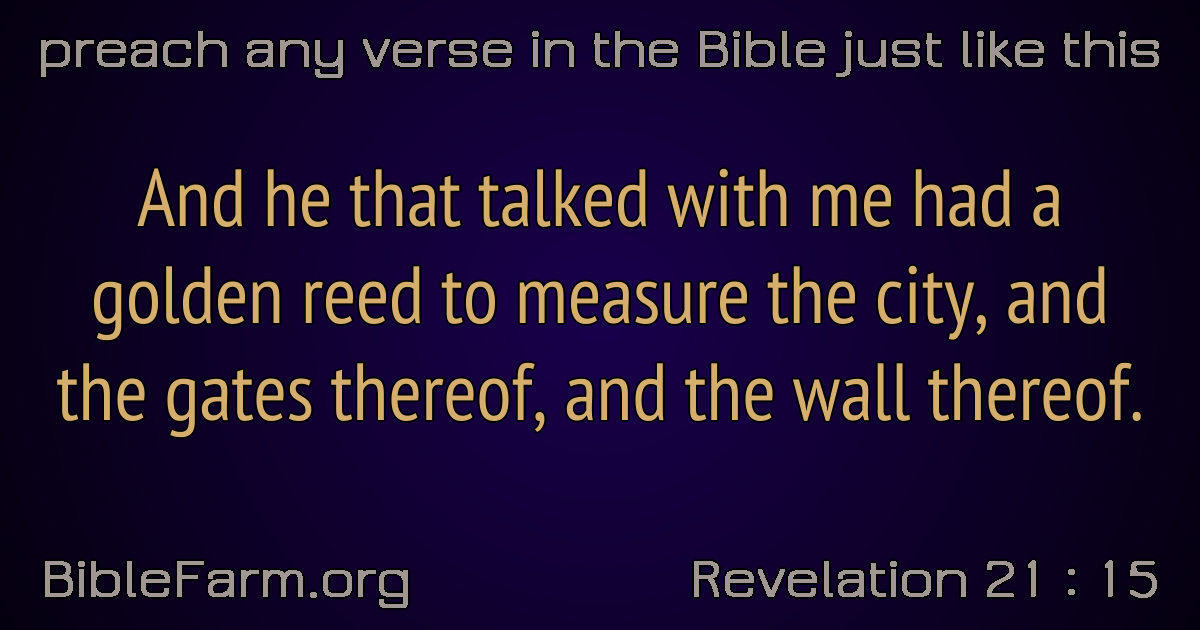 preach any verse in the Bible just like this
And he that talked with me had a
golden reed to measure the city, and
the gates thereof, and the wall thereof.
BibleFarm.org
Revelation 21 : 15